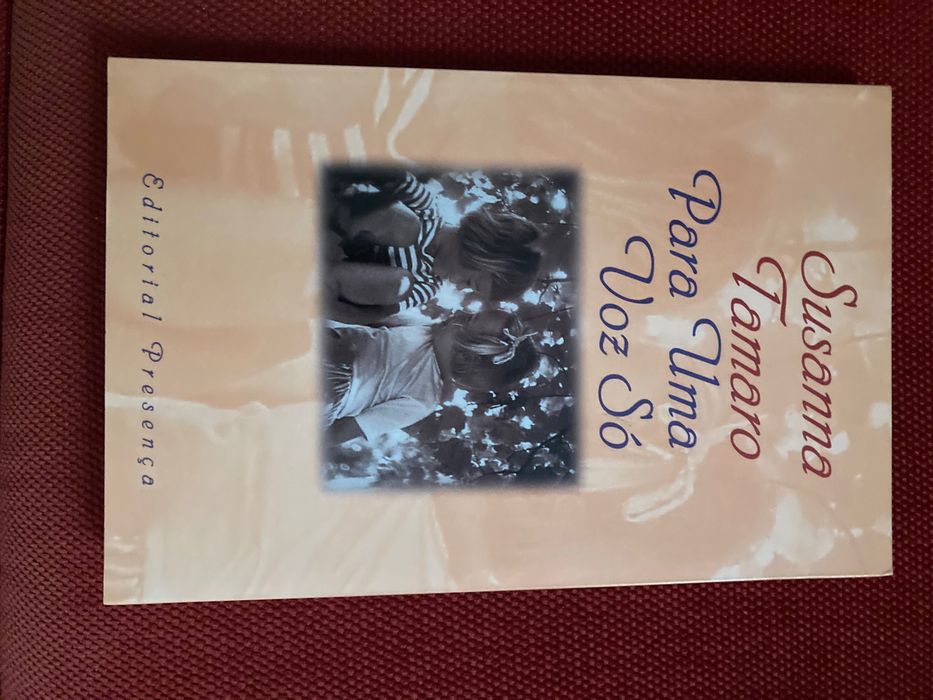 Susanna
Tamaro
Para Uma
Voz Só
Editorial Presença